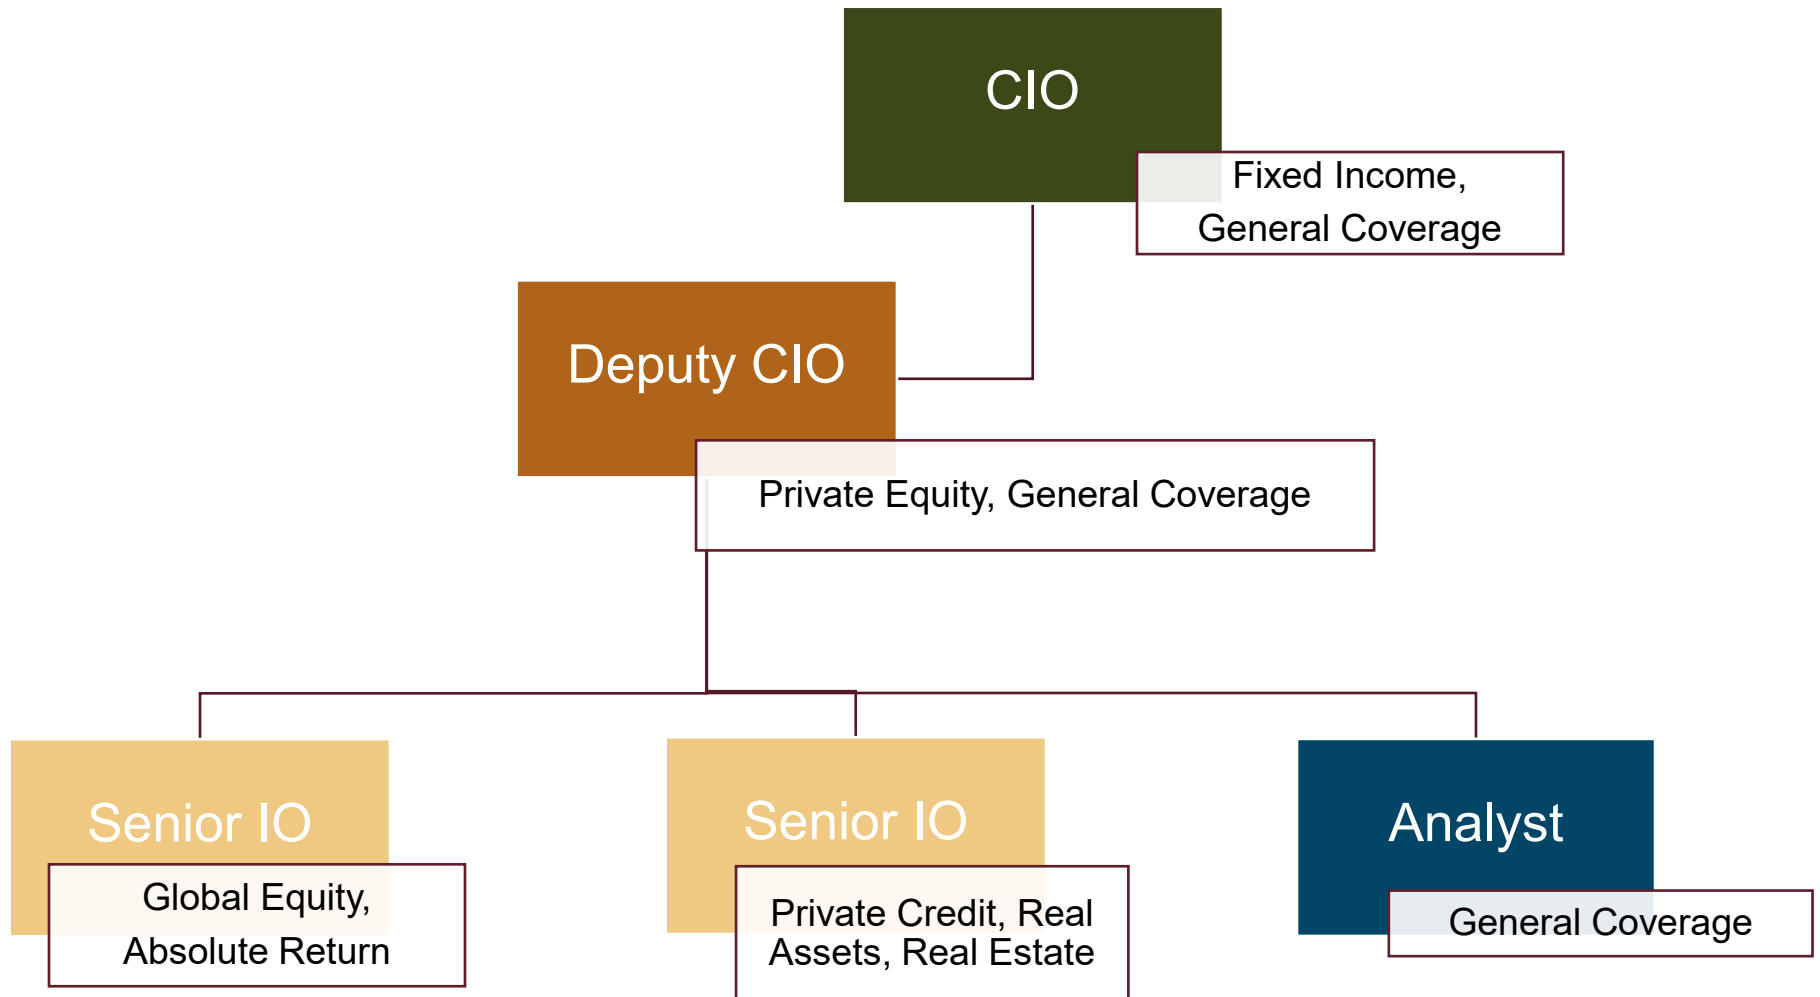 CIO
Fixed Income,
General Coverage
Deputy CIO
Private Equity, General Coverage
Senior IO
Global Equity,
Absolute Return
Senior IO
Private Credit, Real
Assets, Real Estate
Analyst
General Coverage